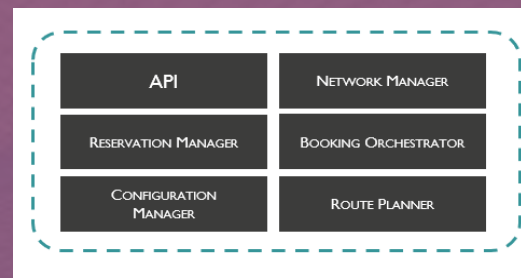 API
NETWORK MANAGER
RESERVATION MANAGER
BOOKING ORCHESTRATOR
CONFIGURATION
MANAGER
ROUTE PLANNER